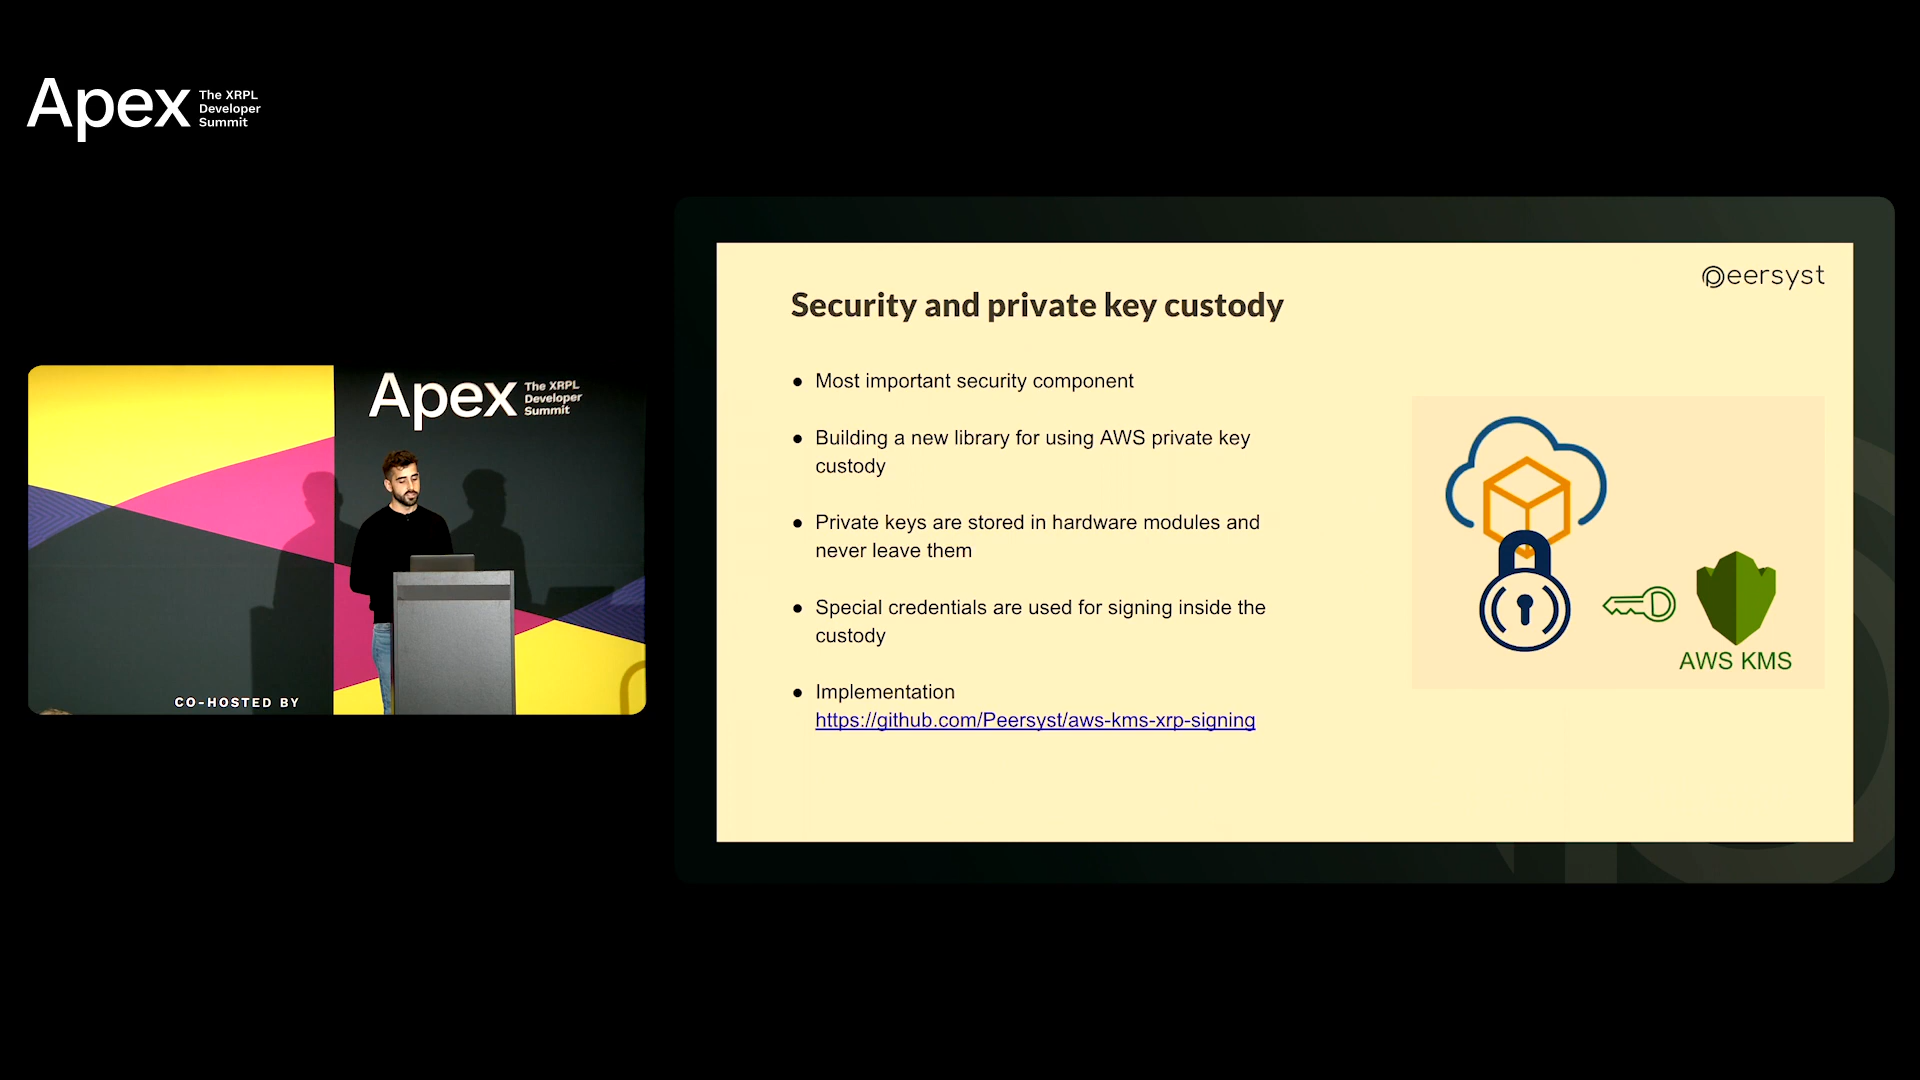 Apex The XRPL
Developer
Summit
Apex The XRPL
Developer
Summit
CO-HOSTED BY
peersyst
Security and private key custody
● Most important security component
● Building a new library for using AWS private key
custody
● Private keys are stored in hardware modules and
never leave them
● Special credentials are used for signing inside the
custody
● Implementation
https://github.com/Peersyst/aws-kms-xrp-signing
AWS KMS